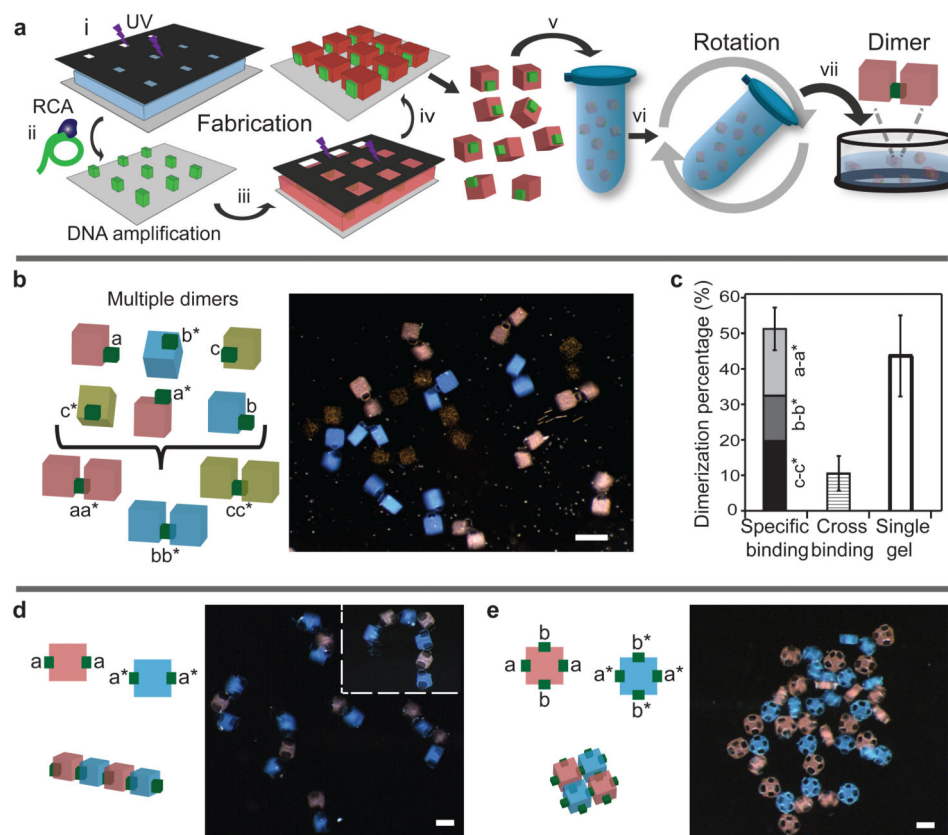 a
i
UV
RCA
ii
DNA amplification
iii
Fabrication
iv
v
vi
Rotation
vii
Dimer
b
Multiple dimers
a
b*
c
c*
a*
b
aa*
bb*
cc*
c
Dimerization percentage (%)
60
50
40
30
20
10
0
a-a*
b-b*
c-c*
Specific
binding
Cross
binding
Single
gel
d
a
a
a*
a*
e
b
a
a
b
b*
a*
a*
b*